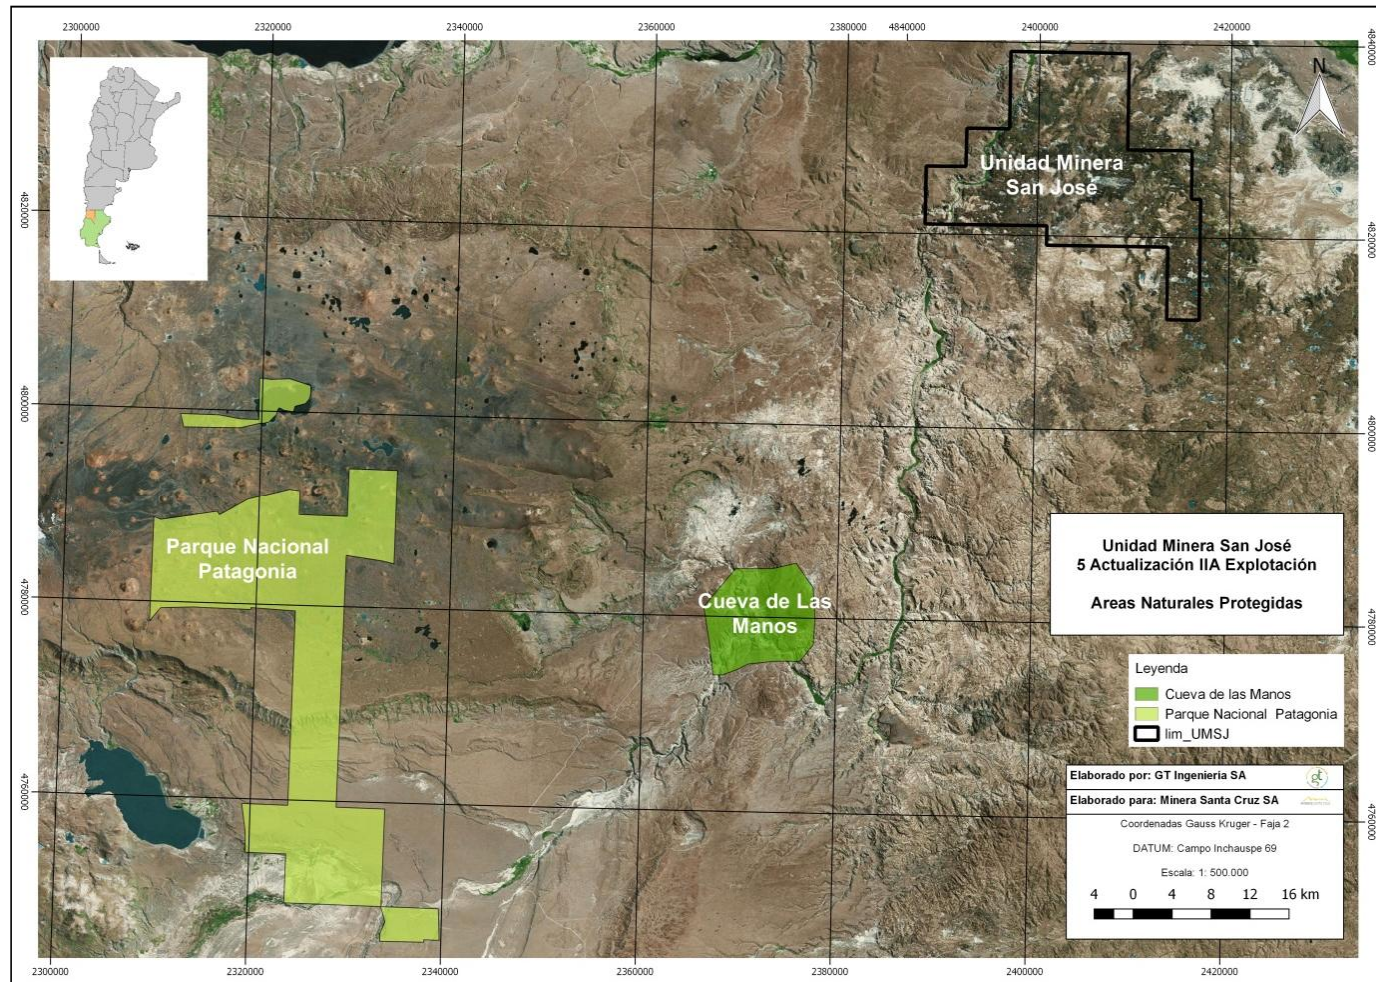 2300000
2320000
2340000
2360000
2380000
4840000
2400000
2420000
4840000
N
Unidad Minera
San José
4820000
4820000
4800000
4800000
Parque Nacional
Patagonia
Cueva de Las
Manos
4780000
4780000
Unidad Minera San José
5 Actualización IIA Explotación
Areas Naturales Protegidas
Leyenda
Cueva de las Manos
Parque Nacional Patagonia
lim_UMSJ
4760000
4760000
Elaborado por: GT Ingenieria SA
gt
Elaborado para: Minera Santa Cruz SA
Coordenadas Gauss Kruger - Faja 2
DATUM: Campo Inchauspe 69
Escala: 1: 500.000
4 0 4 8 12 16 km
2300000
2320000
2340000
2360000
2380000
2400000
2420000